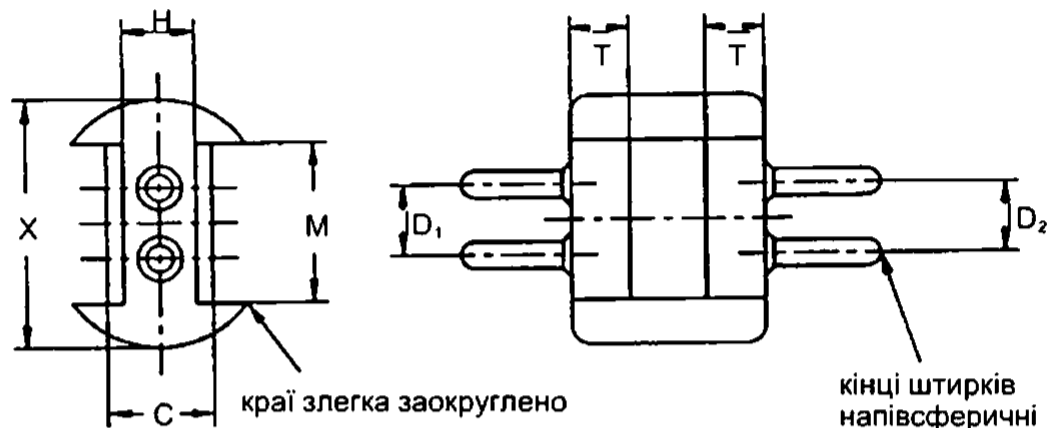 H
T T
X
M
D₁
D₂
C
краї злегка заокруглено
кінці штирків
напівсферичні